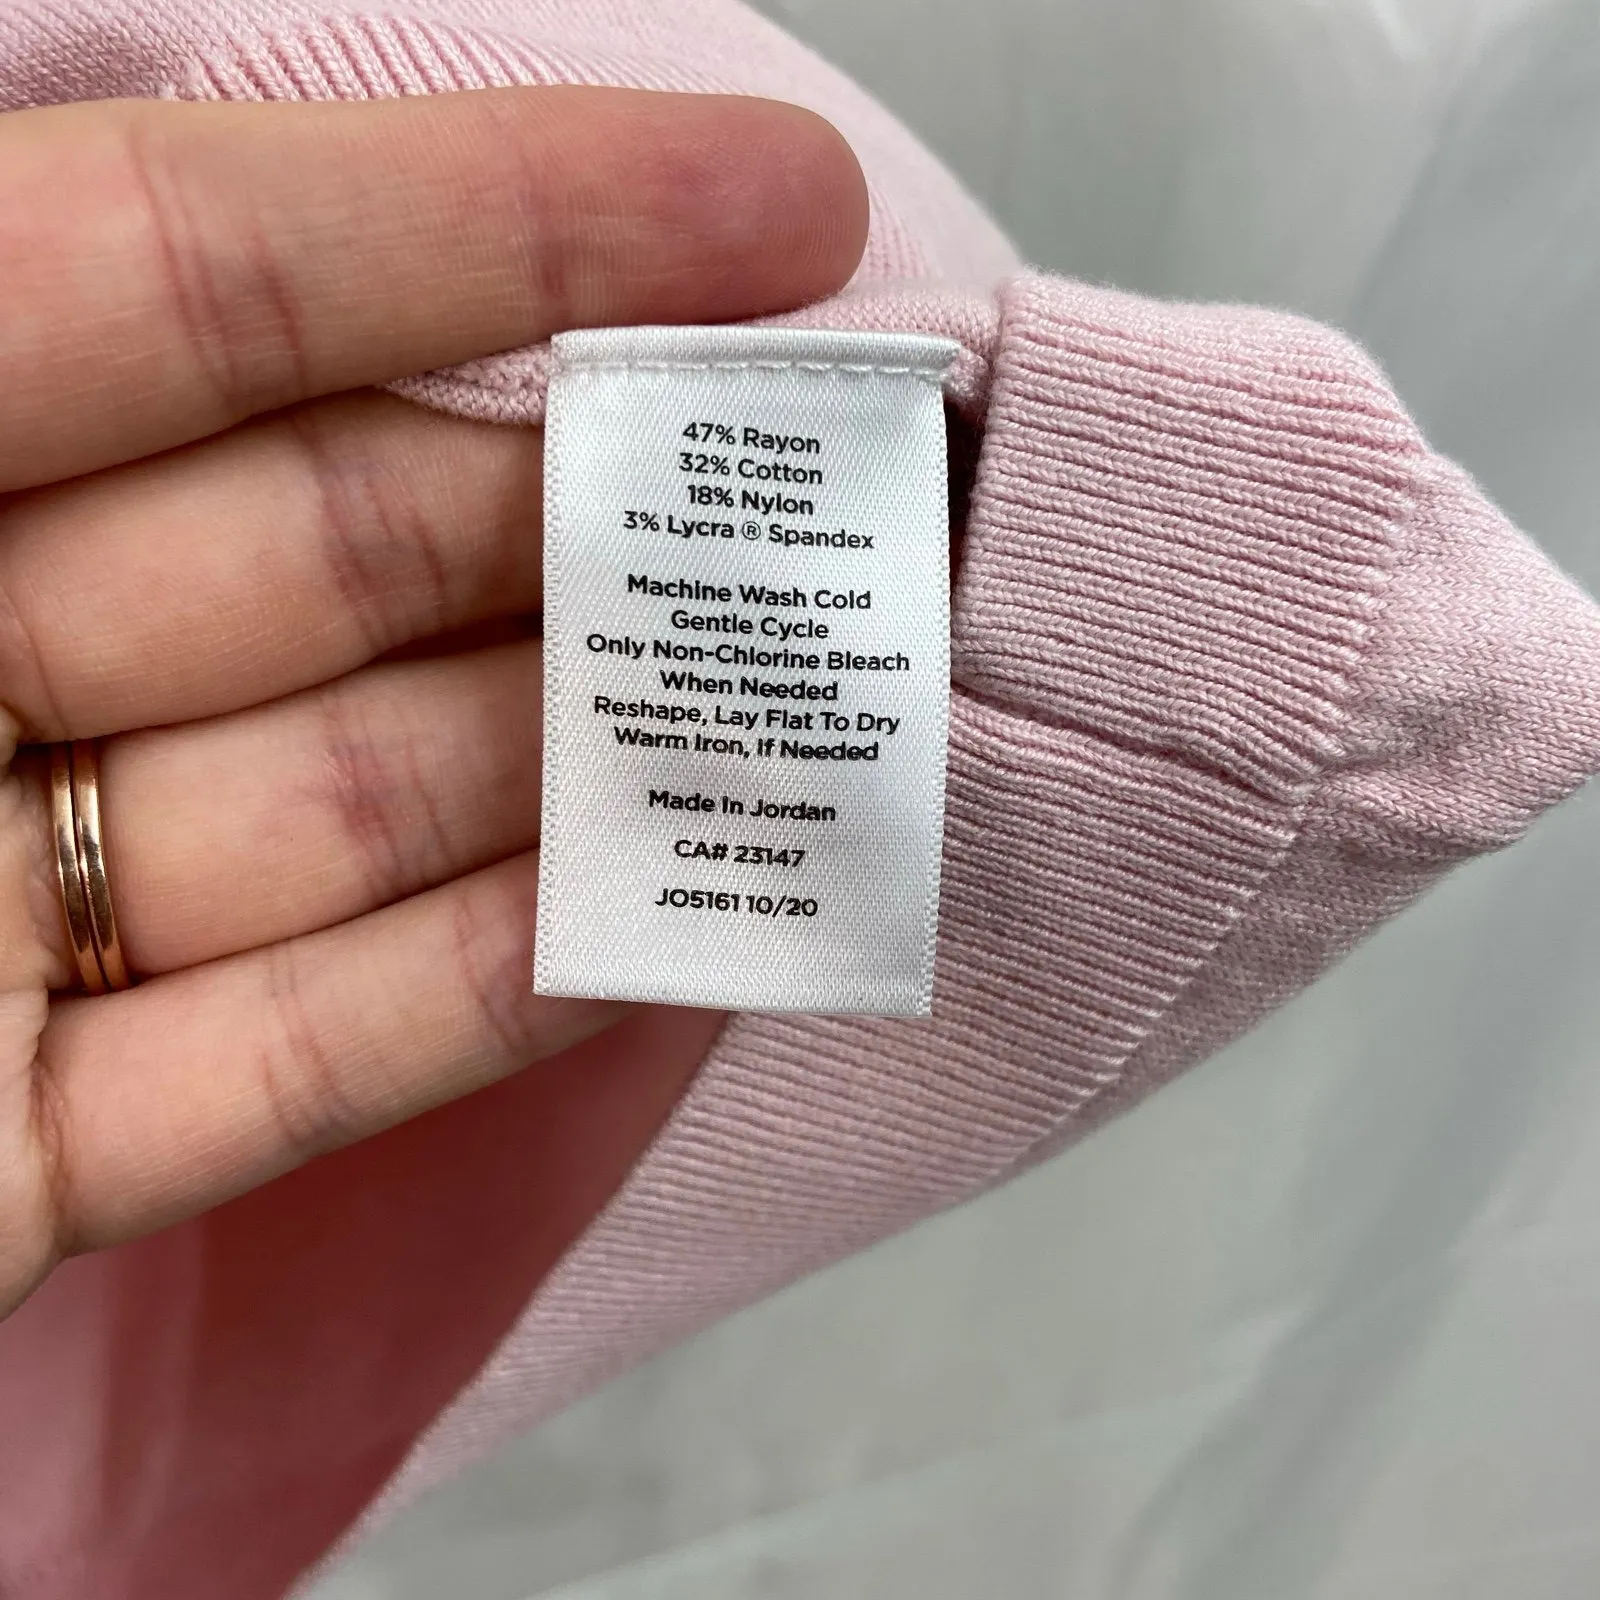 47% Rayon
32% Cotton
18% Nylon
3% Lycra ® Spandex
Machine Wash Cold
Gentle Cycle
Only Non-Chlorine Bleach
When Needed
Reshape, Lay Flat To Dry
Warm Iron, If Needed
Made In Jordan
CA# 23147
JO5161 10/20